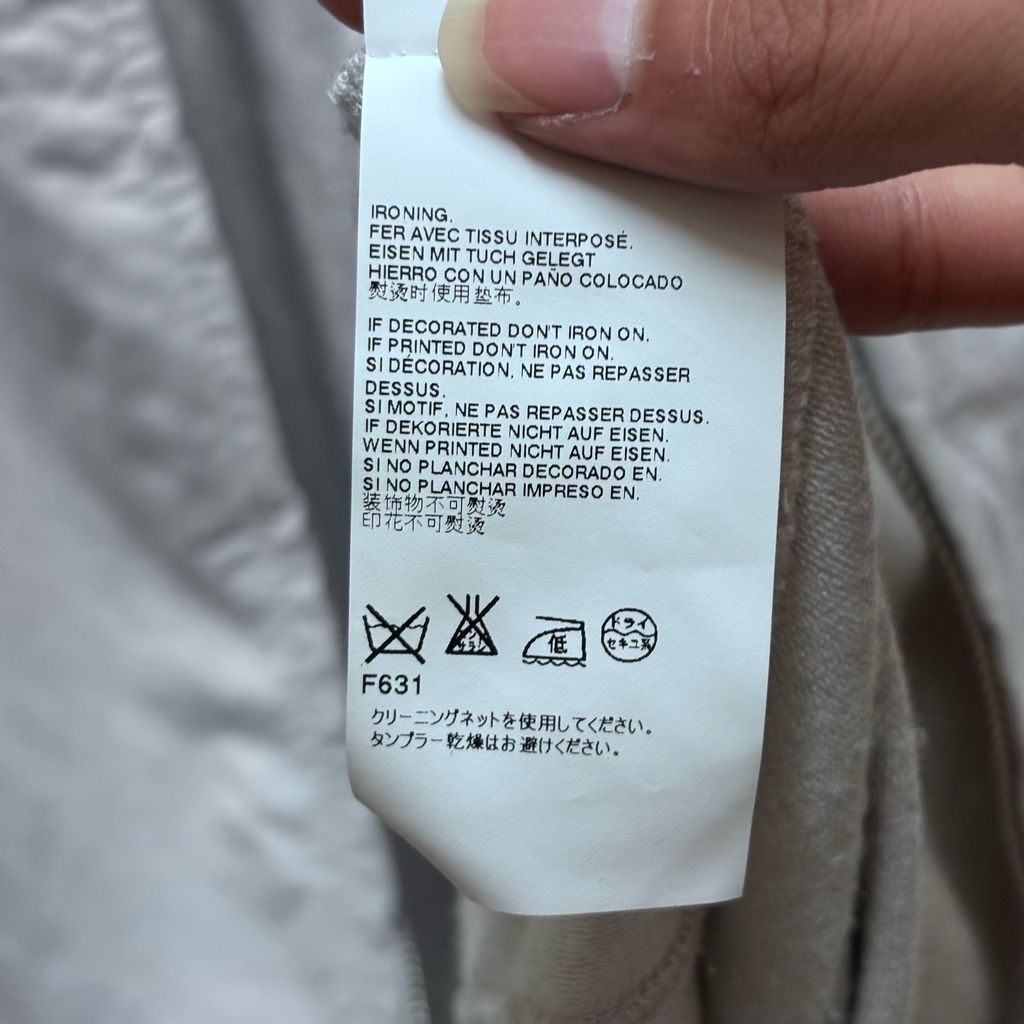 IRONING.
FER AVEC TISSU INTERPOSÉ.
EISEN MIT TUCH GELEGT
HIERRO CON UN PAÑO COLOCADO
熨烫时使用垫布。
IF DECORATED DON'T IRON ON.
IF PRINTED DON'T IRON ON.
SI DÉCORATION, NE PAS REPASSER
DESSUS.
SI MOTIF, NE PAS REPASSER DESSUS.
IF DEKORIERTE NICHT AUF EISEN.
WENN PRINTED NICHT AUF EISEN.
SI NO PLANCHAR DECORADO EN.
SI NO PLANCHAR IMPRESO EN.
装饰物不可熨烫
印花不可熨烫
低
ドライ
セキユ系
F631
クリーニングネットを使用してください。
タンブラー乾燥はお避けください。